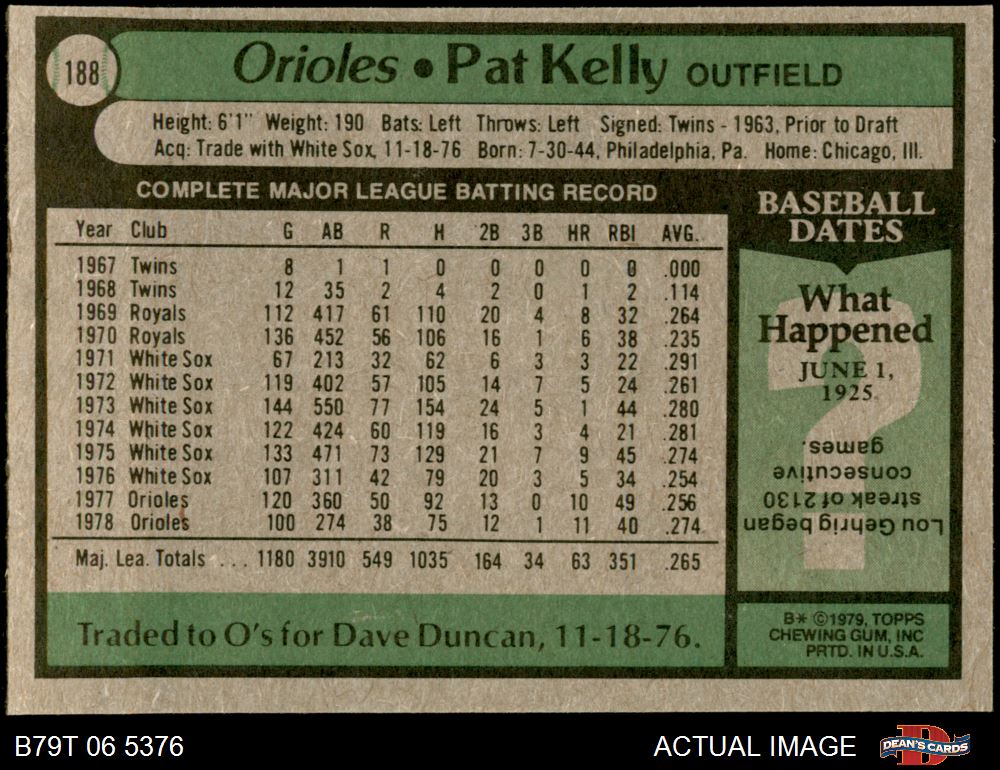 188
Orioles • Pat Kelly OUTFIELD
Height: 6'1" Weight: 190 Bats: Left Throws: Left Signed: Twins - 1963, Prior to Draft
Acq: Trade with White Sox, 11-18-76 Born: 7-30-44, Philadelphia, Pa. Home: Chicago, Ill.
COMPLETE MAJOR LEAGUE BATTING RECORD
Year Club G AB R H 2B 3B HR RBI AVG.
1967 Twins 8 1 1 0 0 0 0 0 .000
1968 Twins 12 35 2 4 2 0 1 2 .114
1969 Royals 112 417 61 110 20 4 8 32 .264
1970 Royals 136 452 56 106 16 1 6 38 .235
1971 White Sox 67 213 32 62 6 3 3 22 .291
1972 White Sox 119 402 57 105 14 7 5 24 .261
1973 White Sox 144 550 77 154 24 5 1 44 .280
1974 White Sox 122 424 60 119 16 3 4 21 .281
1975 White Sox 133 471 73 129 21 7 9 45 .274
1976 White Sox 107 311 42 79 20 3 5 34 .254
1977 Orioles 120 360 50 92 13 0 10 49 .256
1978 Orioles 100 274 38 75 12 1 11 40 .274
Maj. Lea. Totals ... 1180 3910 549 1035 164 34 63 351 .265
Traded to O's for Dave Duncan, 11-18-76.
BASEBALL
DATES
What
Happened
JUNE 1,
1925
?
Lou Gehrig began
streak of 2130
consecutive
games.
B* ©1979, TOPPS
CHEWING GUM, INC
PRTD. IN U.S.A.
B79T 06 5376
ACTUAL IMAGE
D
DEAN'S CARDS